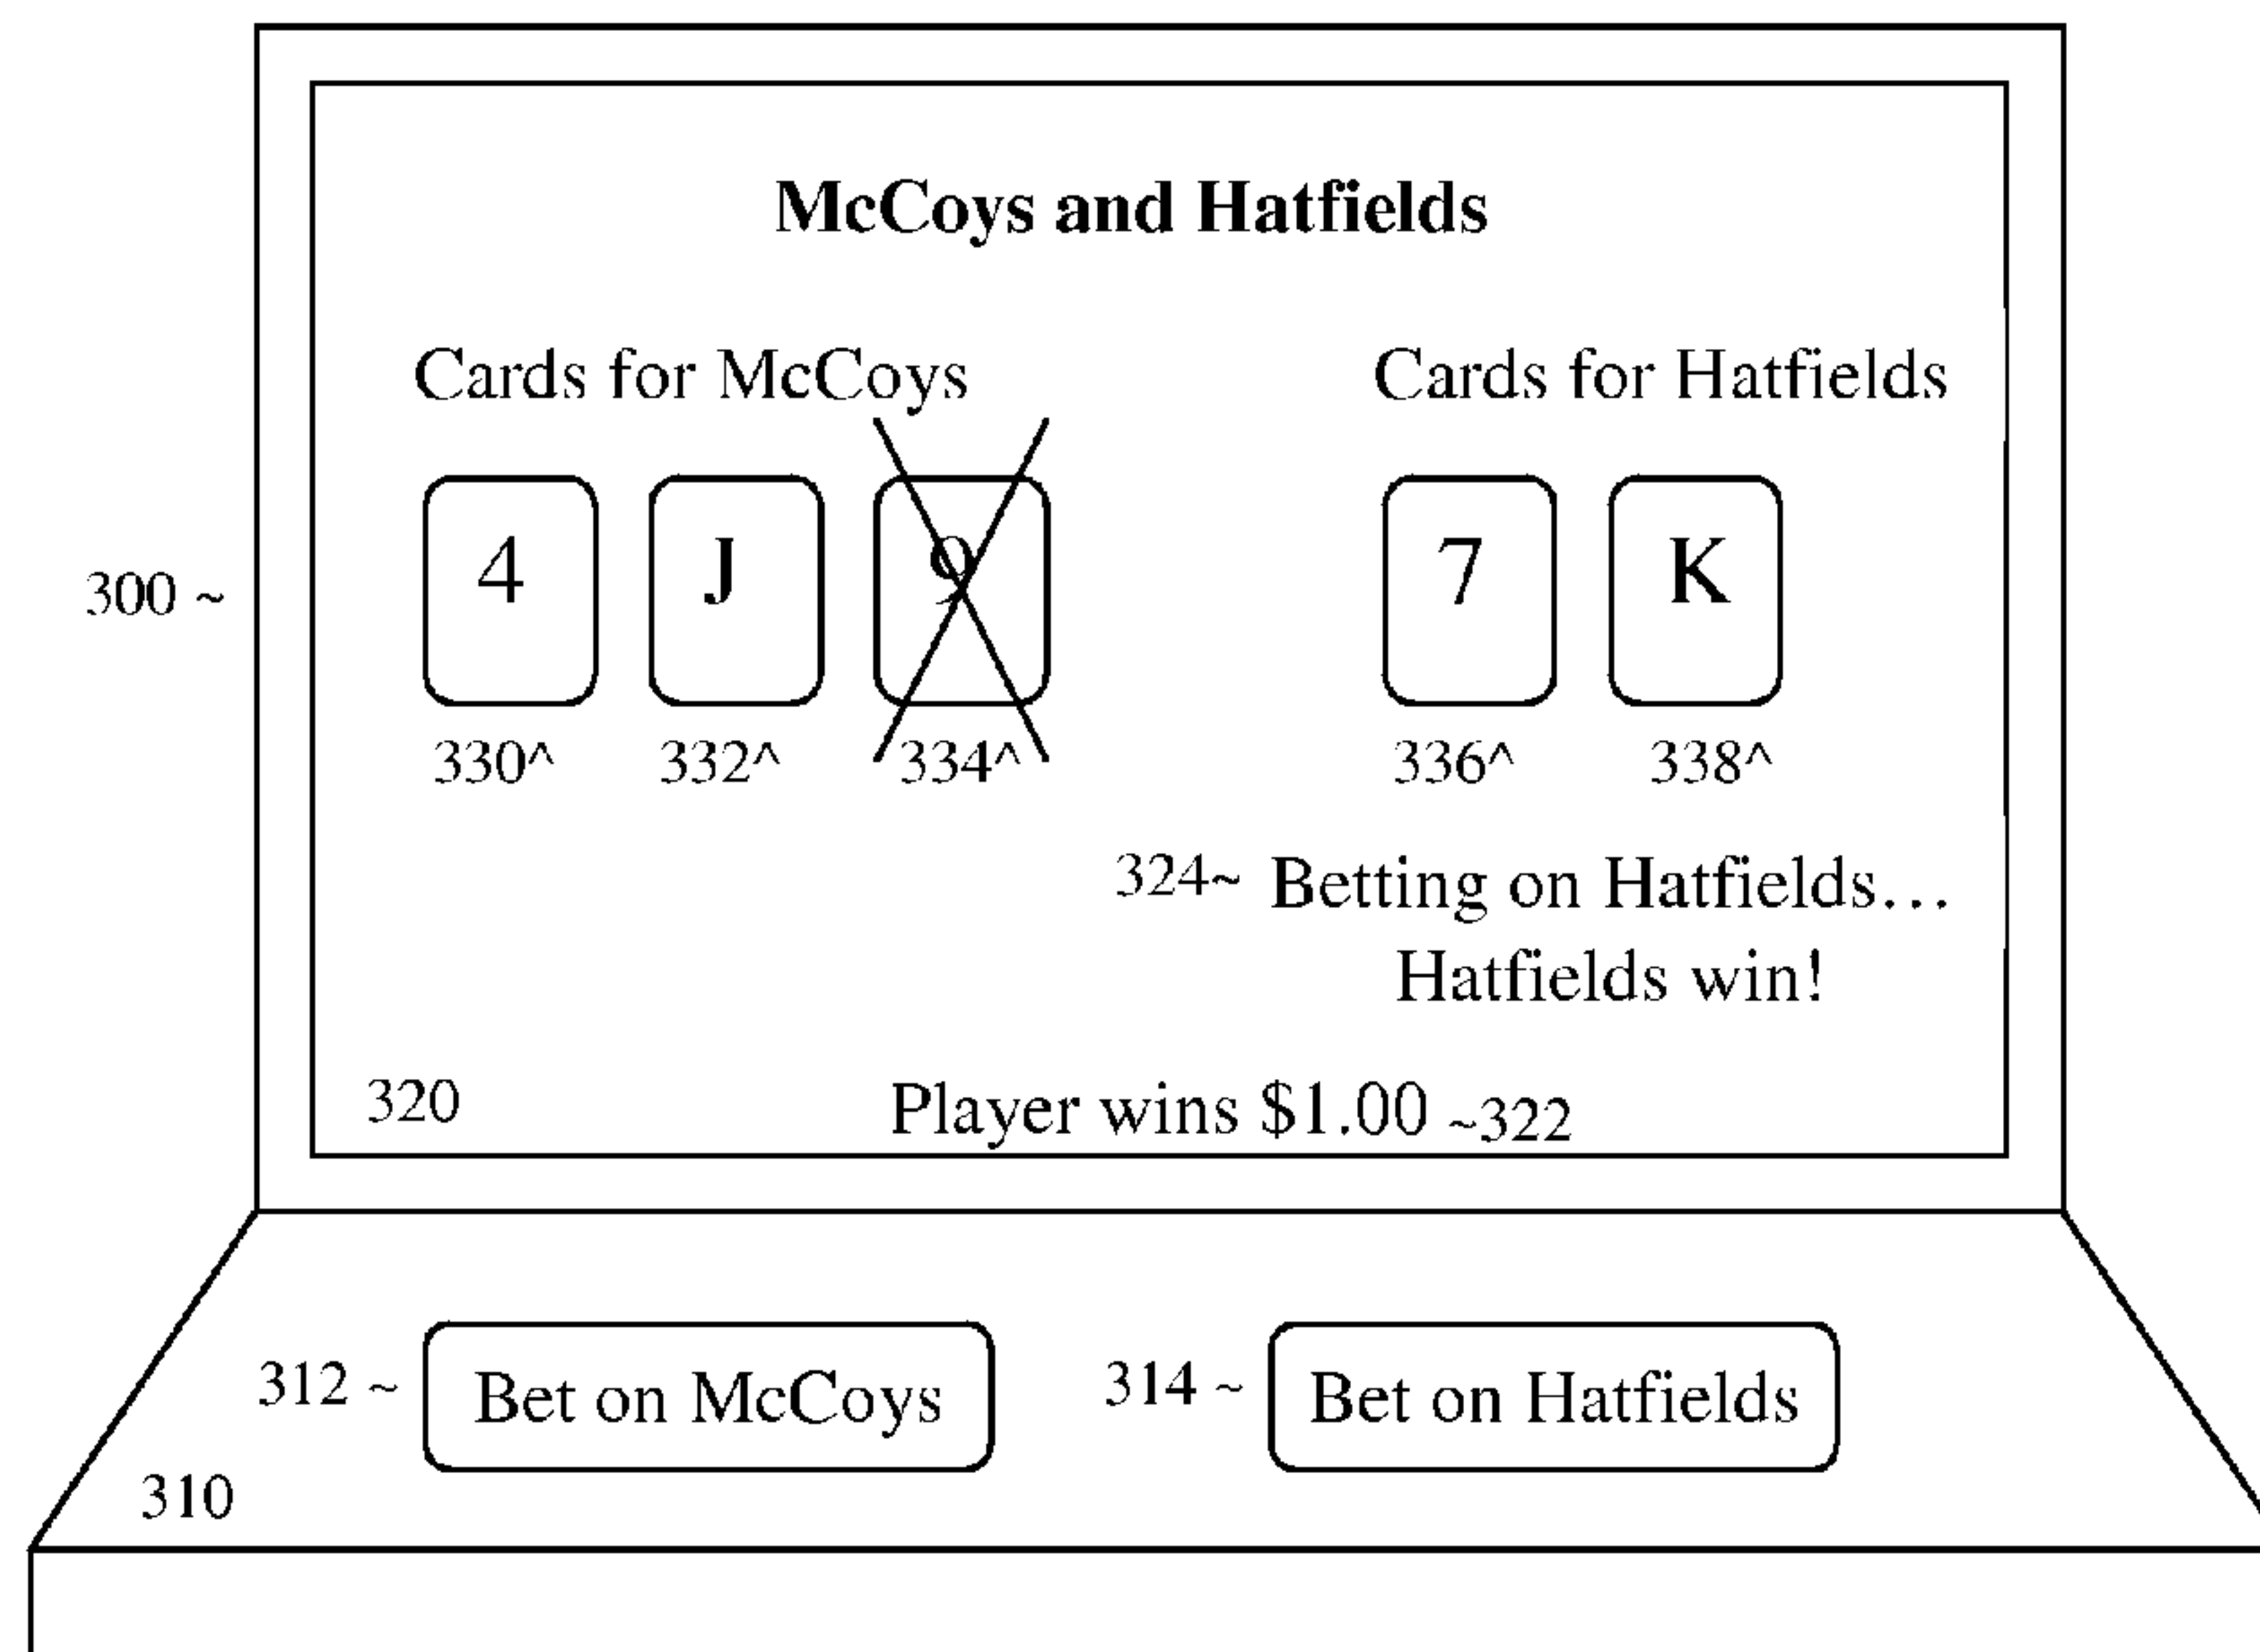 McCoys and Hatfields
Cards for McCoys Cards for Hatfields
4 J 9 7 K
300 ~
330^ 332^ 334^ 336^ 338^
324~ Betting on Hatfields...
Hatfields win!
320 Player wins $1.00 ~322
312 ~ Bet on McCoys 314 ~ Bet on Hatfields
310